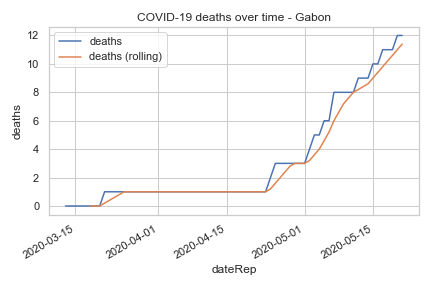 COVID-19 deaths over time - Gabon
deaths
deaths (rolling)
12
10
8
6
4
2
0
deaths
2020-03-15
2020-04-01
2020-04-15
2020-05-01
2020-05-15
dateRep